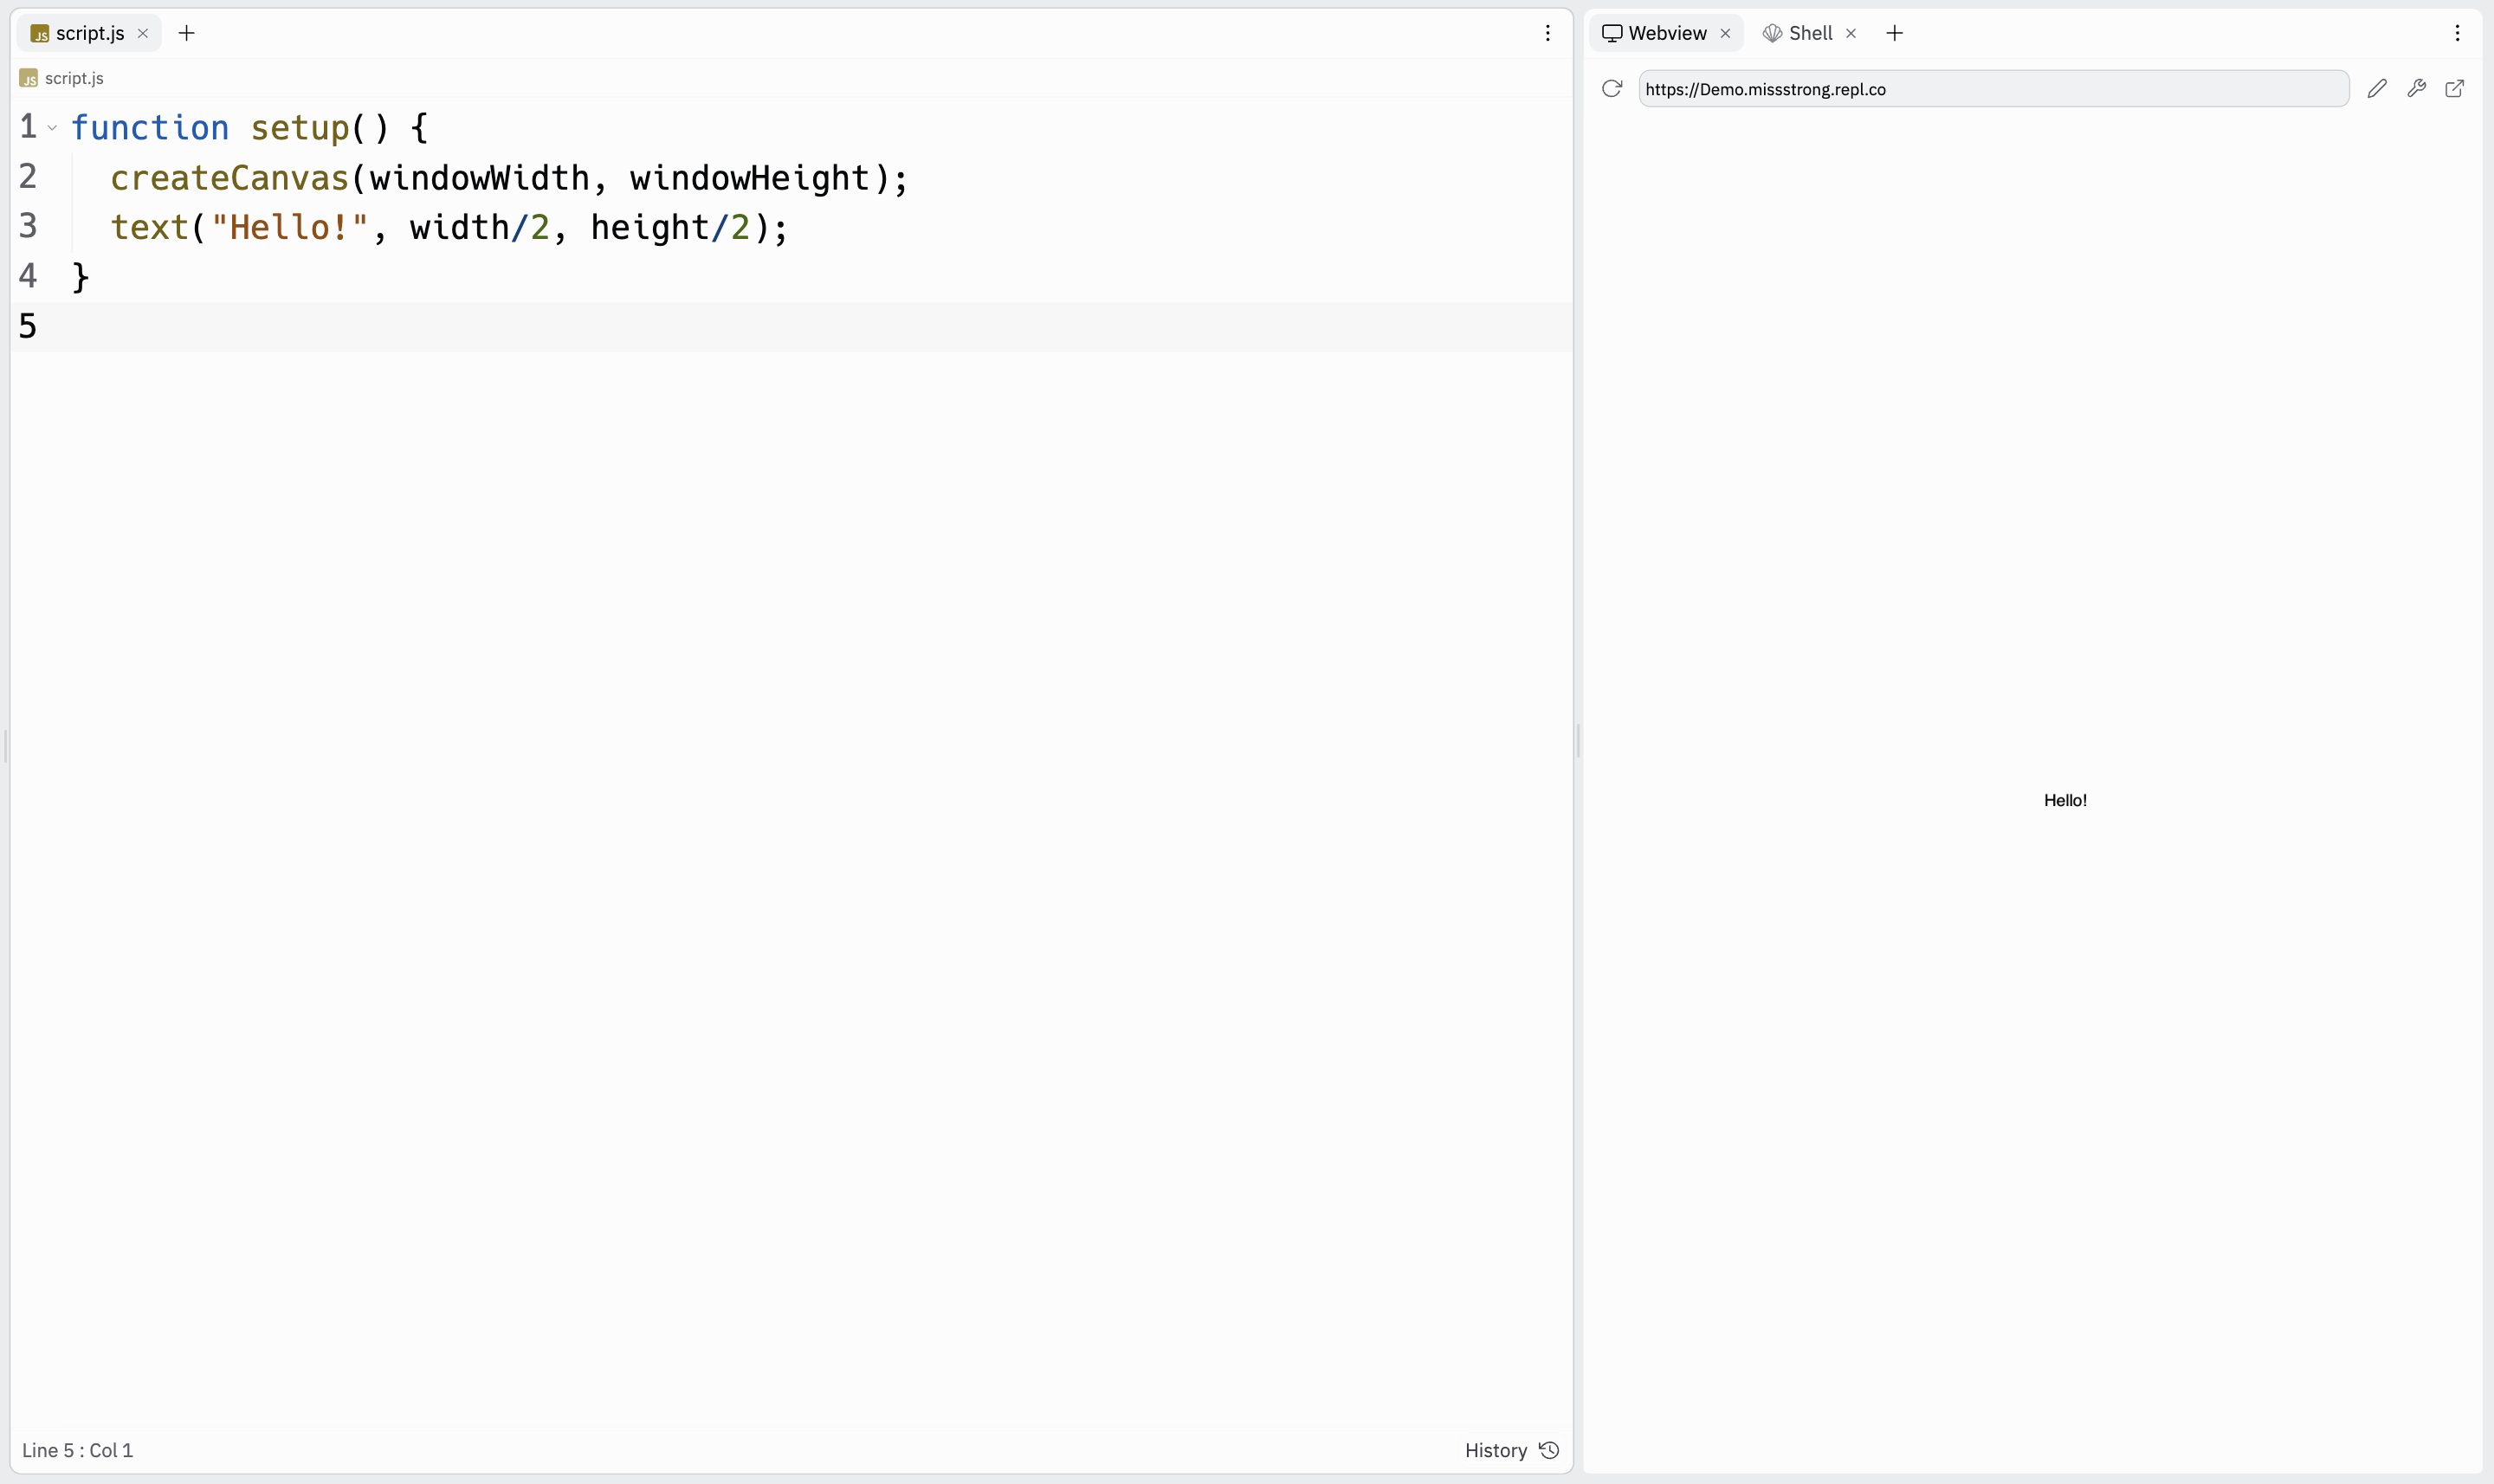 script.js
script.js
1 function setup() {
2 createCanvas(windowWidth, windowHeight);
3 text("Hello!", width/2, height/2);
4 }
5
Line 5 : Col 1
History
Webview
Shell
https://Demo.missstrong.repl.co
Hello!